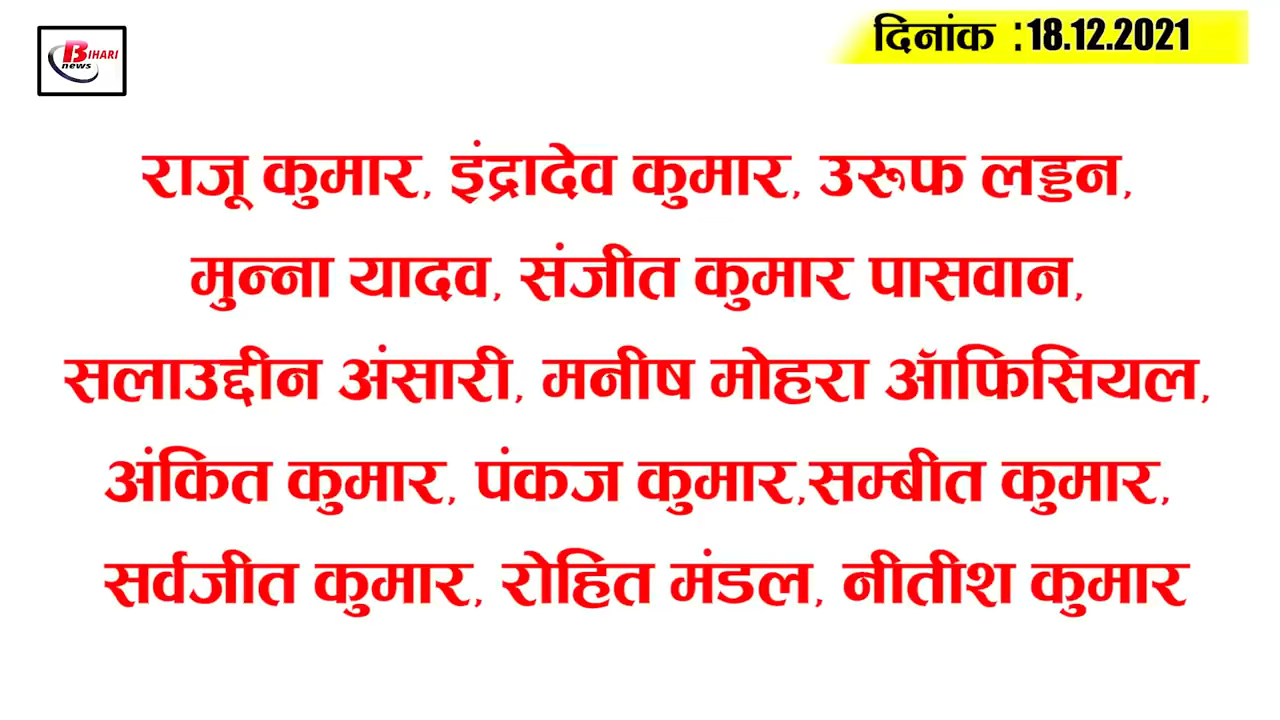 BIHARI
news
दिनांक :18.12.2021
राजू कुमार, इंद्रादेव कुमार, उरूफ लड्डन,
मुन्ना यादव, संजीत कुमार पासवान,
सलाउद्दीन अंसारी, मनीष मोहरा ऑफिसियल,
अंकित कुमार, पंकज कुमार,सम्बीत कुमार,
सर्वजीत कुमार, रोहित मंडल, नीतीश कुमार